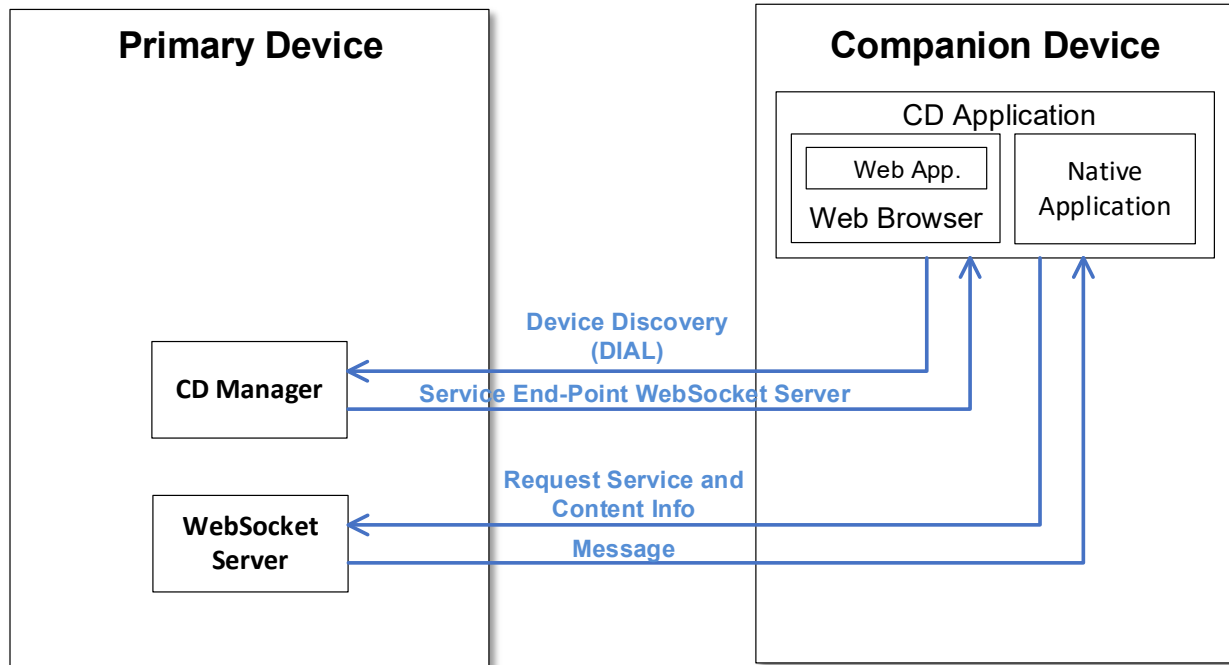 Primary Device
Companion Device
CD Application
Web App.
Web Browser
Native
Application
Device Discovery
(DIAL)
CD Manager
Service End-Point WebSocket Server
Request Service and
Content Info
WebSocket
Server
Message